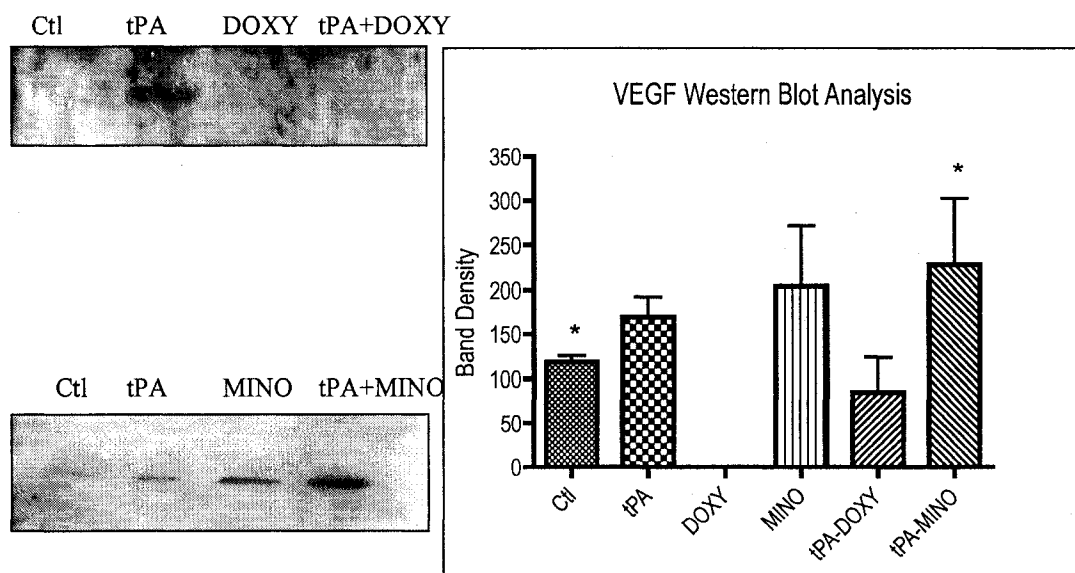 Ctl tPA DOXY tPA+DOXY
Ctl tPA MINO tPA+MINO
VEGF Western Blot Analysis
Band Density
350
300
250
200
150
100
50
0
*
*
Ctl
tPA
DOXY
MINO
tPA-DOXY
tPA-MINO